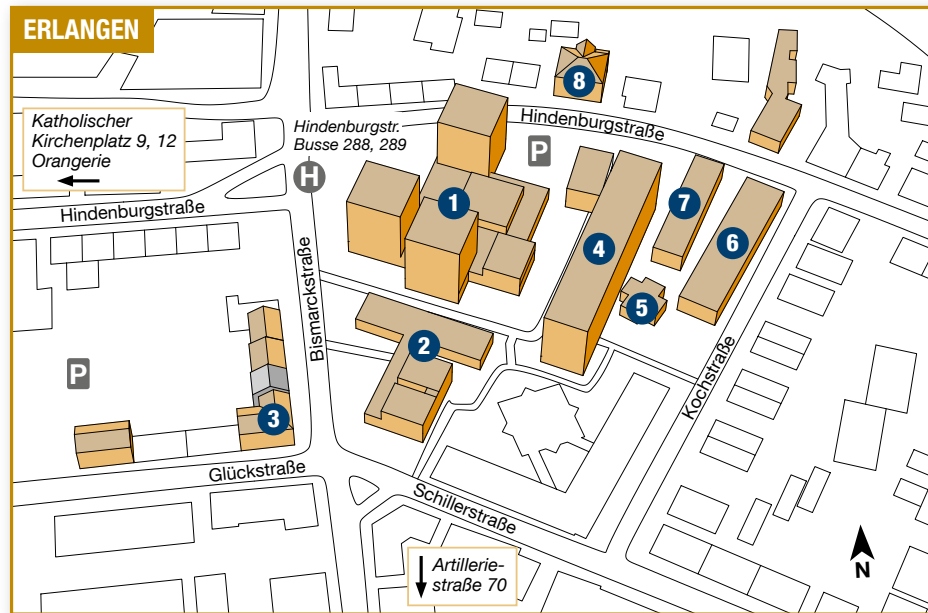 ERLANGEN
8
Katholischer
Kirchenplatz 9, 12
Orangerie
Hindenburgstr.
Busse 288, 289
Hindenburgstraße
P
H
1
7
Hindenburgstraße
4
6
5
Bismarckstraße
2
Kochstraße
P
3
Glückstraße
Schillerstraße
Artillerie-
straße 70
N